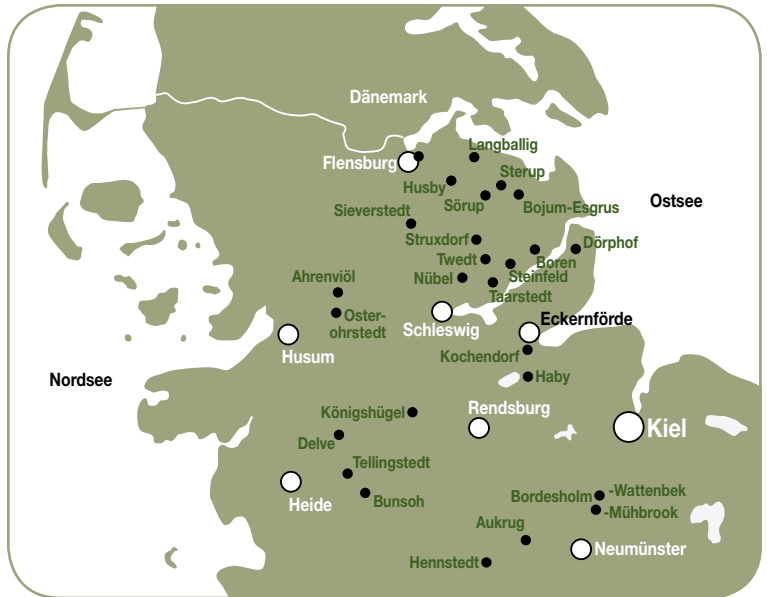 Dänemark
Langballig
Flensburg
Sterup
Husby
Ostsee
Sörup
Bojum-Esgrus
Sieverstedt
Struxdorf
Dörphof
Twedt
Boren
Ahrenviöl
Nübel
Steinfeld
Taarstedt
Oster-
ohrstedt
Schleswig
Eckernförde
Husum
Kochendorf
Nordsee
Haby
Königshügel
Rendsburg
Kiel
Delve
Tellingstedt
Bordesholm
-Wattenbek
Heide
Bunsoh
-Mühbrook
Aukrug
Neumünster
Hennstedt